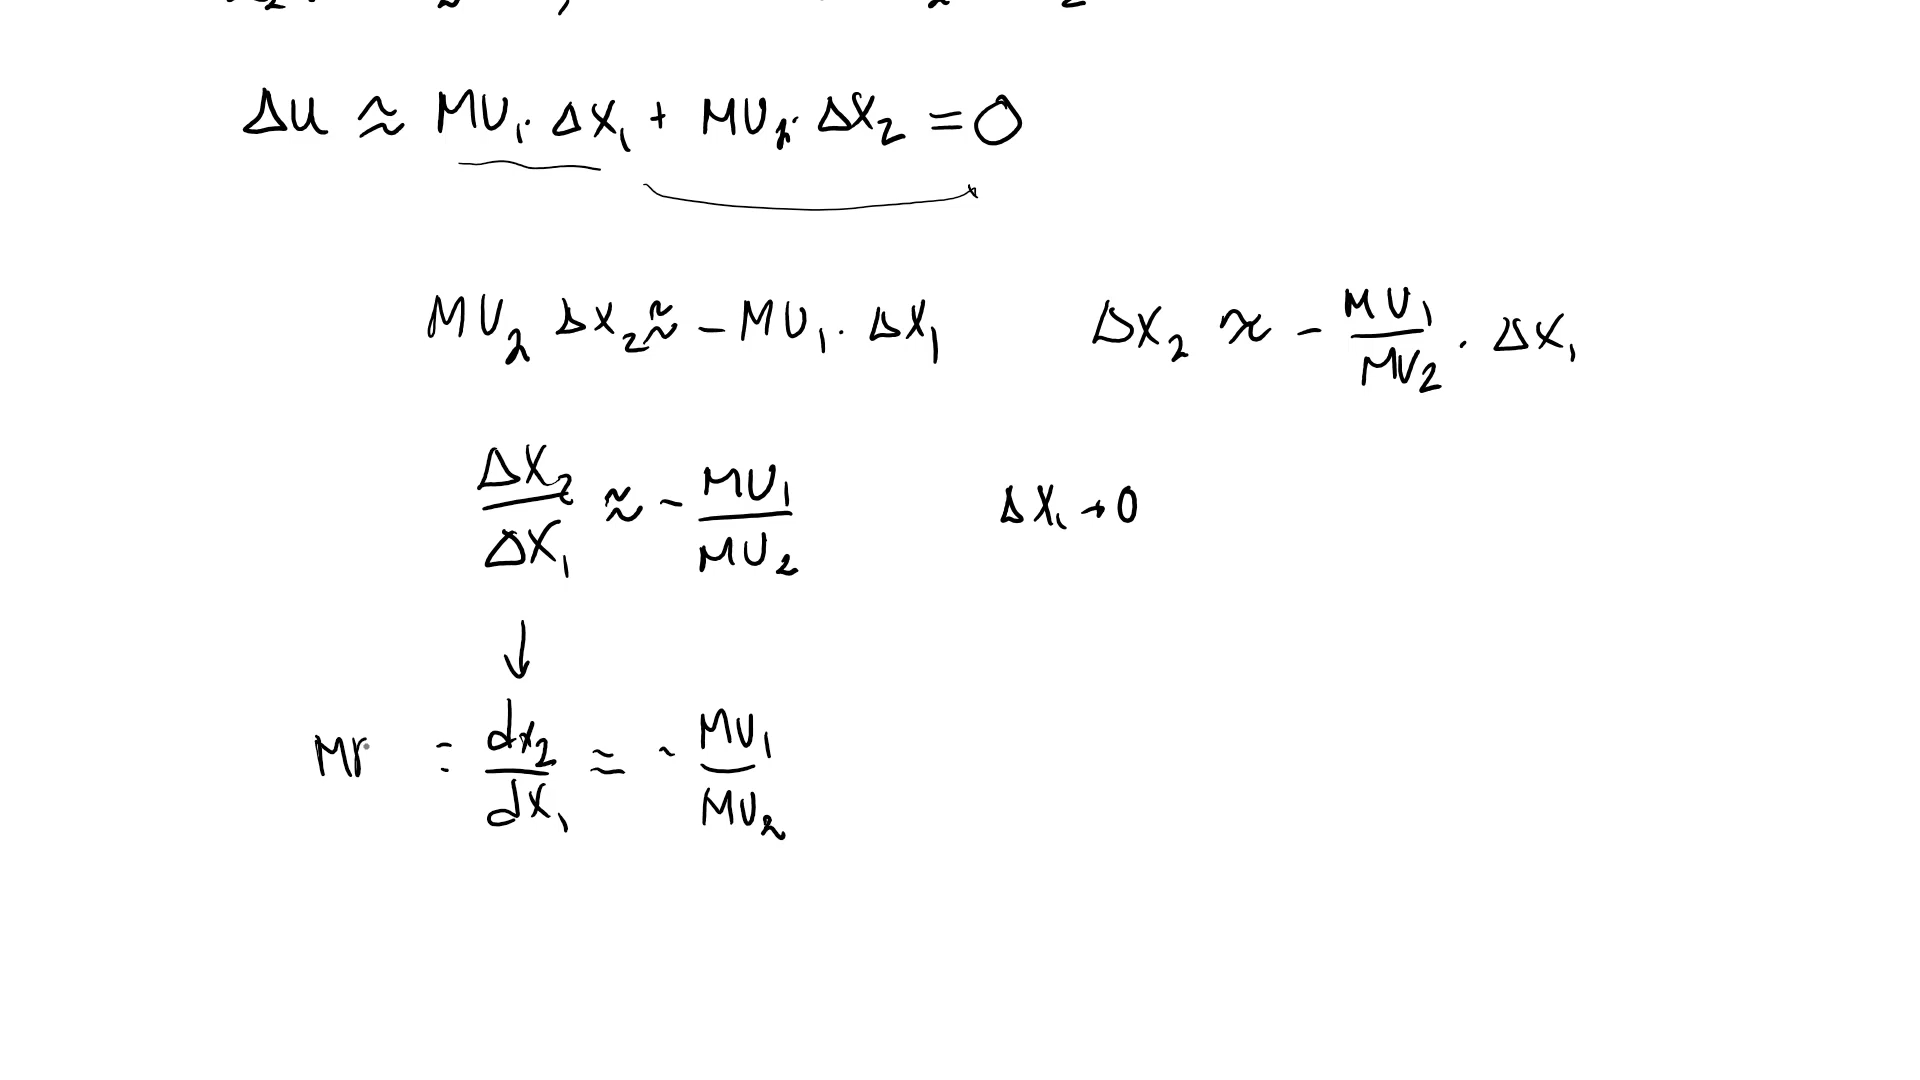 Δu ≈ MU₁ · Δx₁ + MU₂ · Δx₂ = 0
MU₂ Δx₂ ≈ - MU₁ · Δx₁    Δx₂ ≈ - MU₁/MU₂ · Δx₁
Δx₂/Δx₁ ≈ - MU₁/MU₂    Δx₁ → 0
↓
Mr = dx₂/dx₁ ≈ - MU₁/MU₂